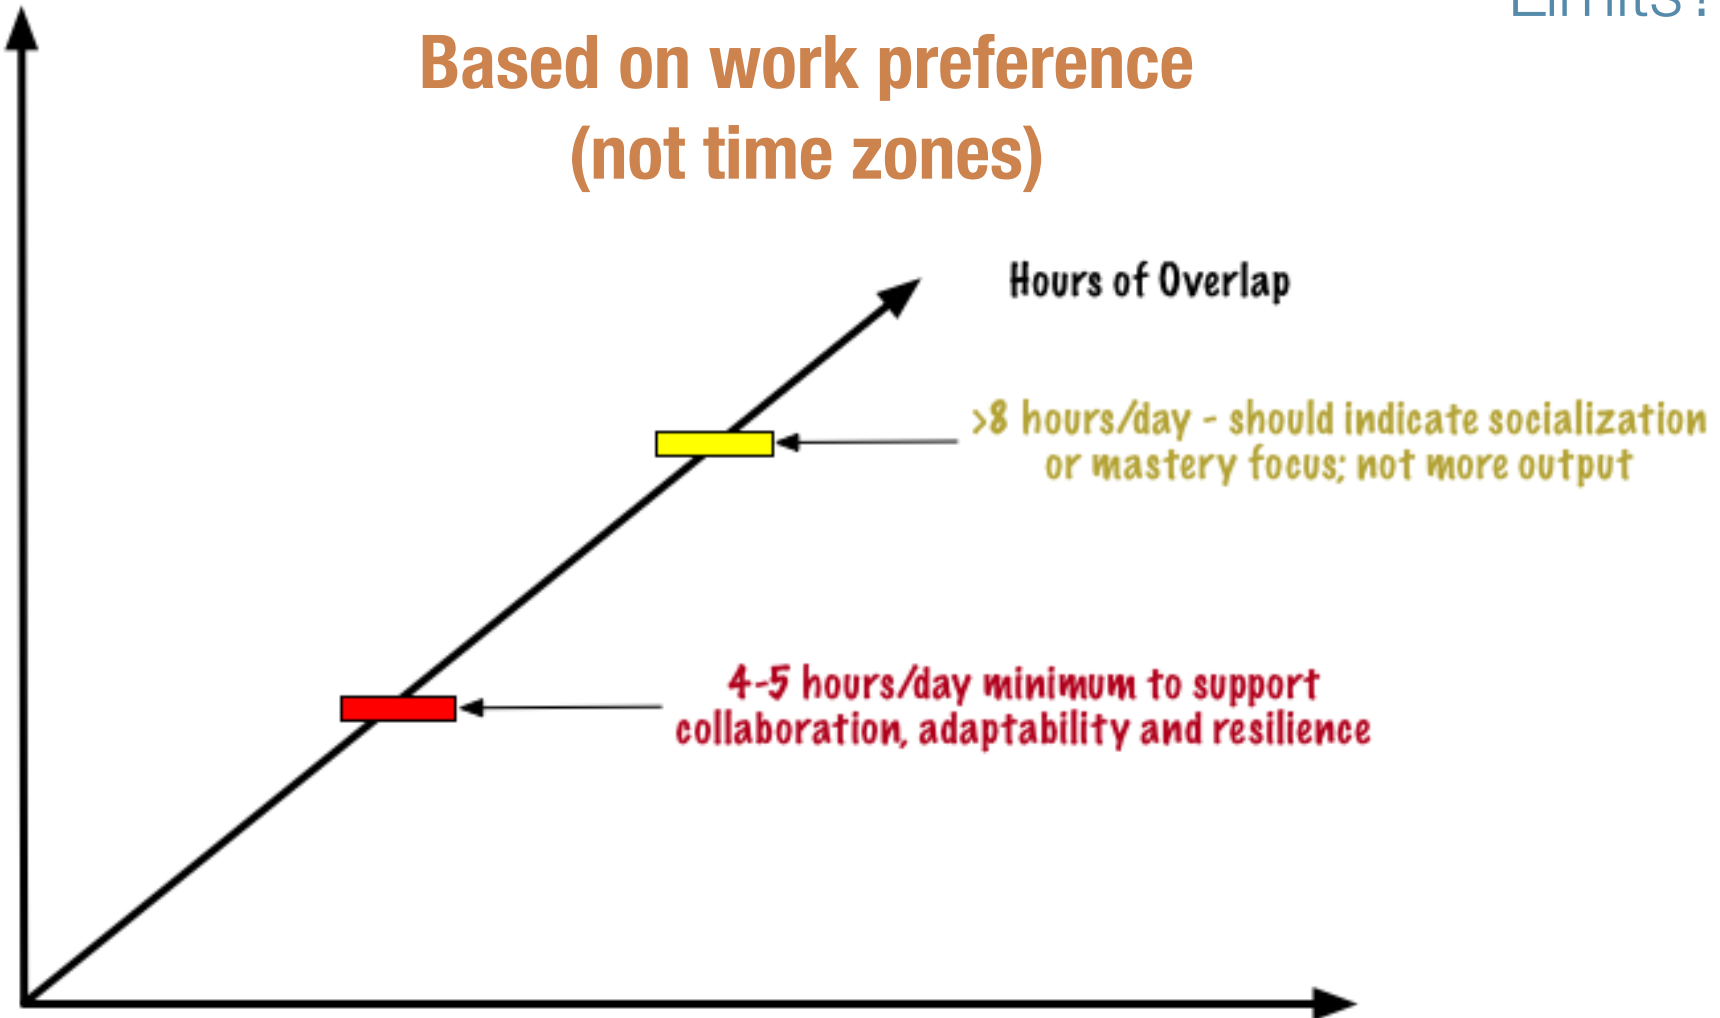 Limits?
Based on work preference
(not time zones)
Hours of Overlap
>8 hours/day - should indicate socialization
or mastery focus; not more output
4-5 hours/day minimum to support
collaboration, adaptability and resilience